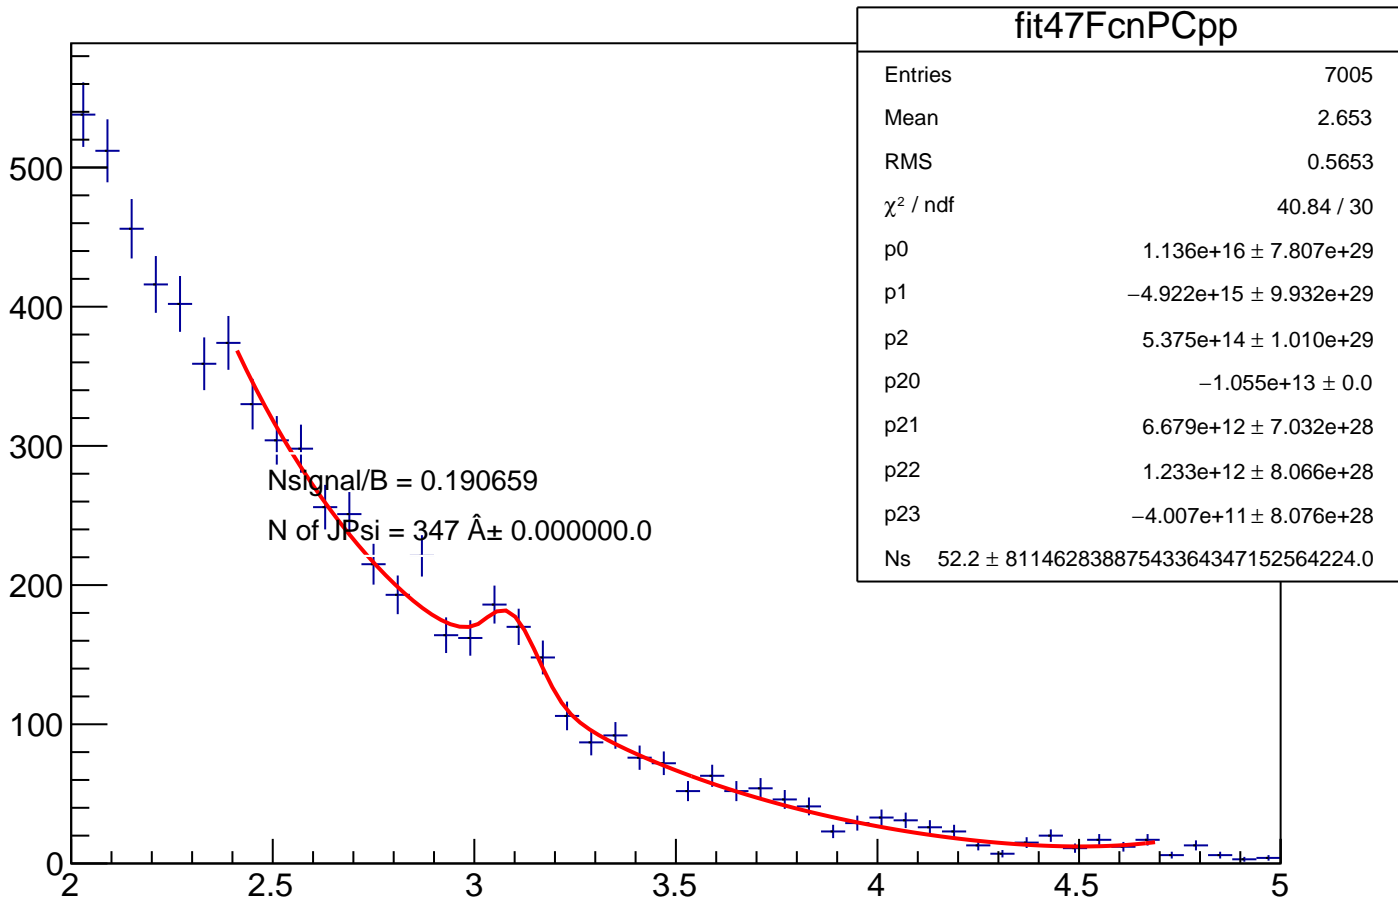 fit47FcnPCpp
Entries 7005
Mean 2.653
RMS 0.5653
χ² / ndf 40.84 / 30
p0 1.136e+16 ± 7.807e+29
p1 −4.922e+15 ± 9.932e+29
p2 5.375e+14 ± 1.010e+29
p20 −1.055e+13 ± 0.0
p21 6.679e+12 ± 7.032e+28
p22 1.233e+12 ± 8.066e+28
p23 −4.007e+11 ± 8.076e+28
Ns 52.2 ± 81146283887543364347152564224.0
500
400
300
Nsignal/B = 0.190659
N of JPsi = 347 Â± 0.000000.0
200
100
0
2 2.5 3 3.5 4 4.5 5